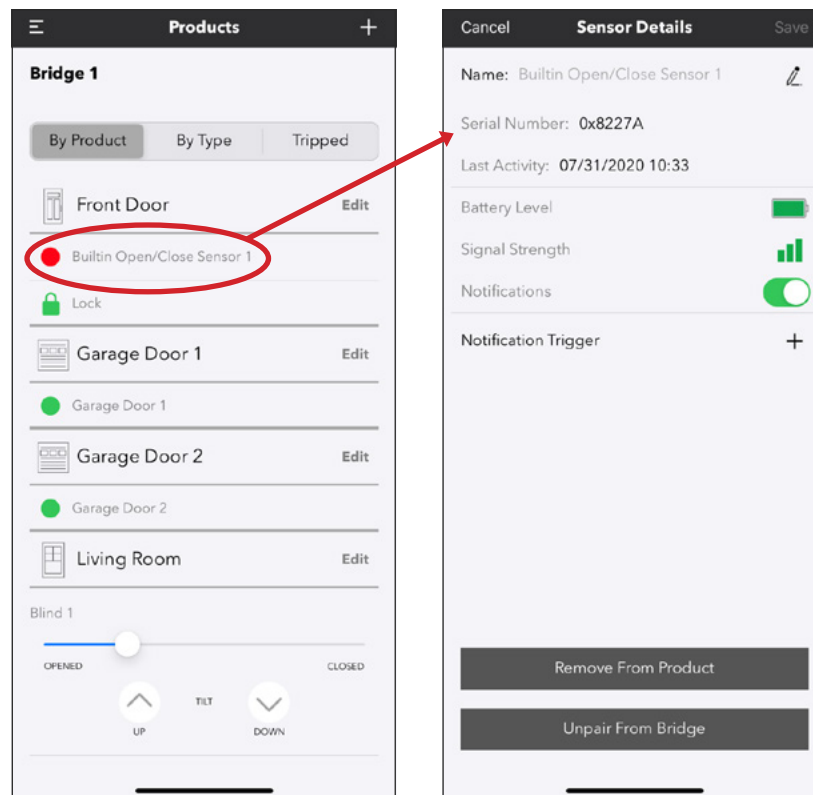 Products
Bridge 1
By Product By Type Tripped
Front Door Edit
Builtin Open/Close Sensor 1
Lock
Garage Door 1 Edit
Garage Door 1
Garage Door 2 Edit
Garage Door 2
Living Room Edit
Blind 1
OPENED CLOSED
TILT
UP DOWN
Cancel Sensor Details Save
Name: Builtin Open/Close Sensor 1
Serial Number: 0x8227A
Last Activity: 07/31/2020 10:33
Battery Level
Signal Strength
Notifications
Notification Trigger
Remove From Product
Unpair From Bridge